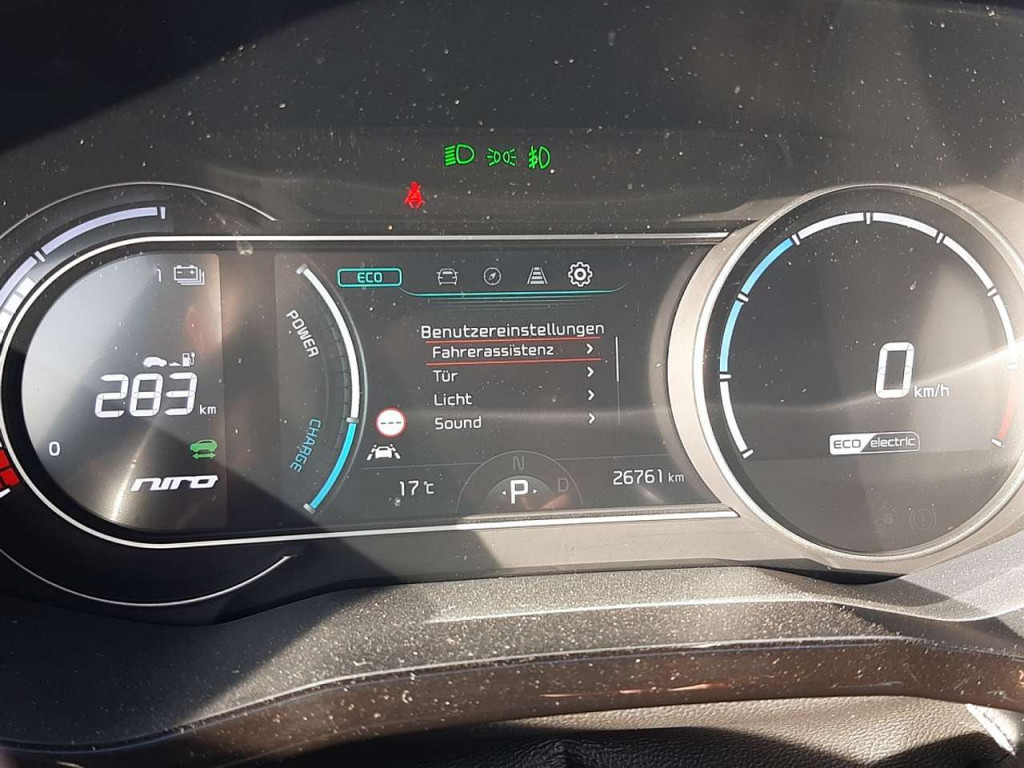 1
283 km
0
niro
POWER
CHARGE
ECO
Benutzereinstellungen
Fahrerassistenz >
Tür >
Licht >
Sound >
---
17 °C
N
P
D
26761 km
0 km/h
ECO electric